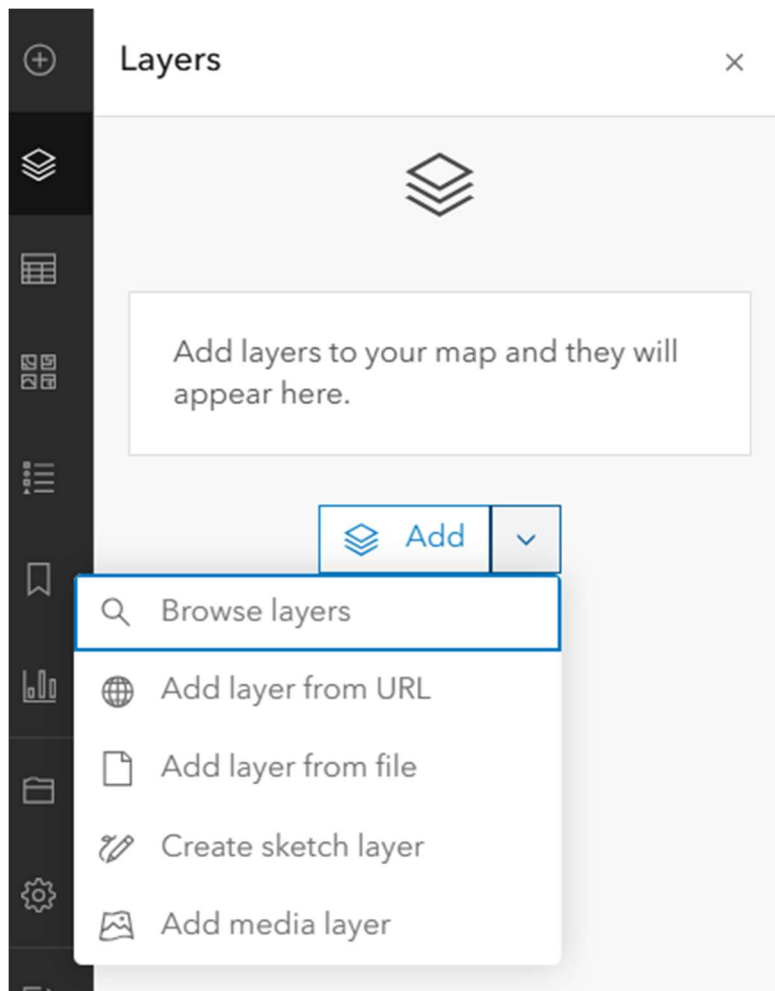 Layers
Add layers to your map and they will
appear here.
Add
Browse layers
Add layer from URL
Add layer from file
Create sketch layer
Add media layer